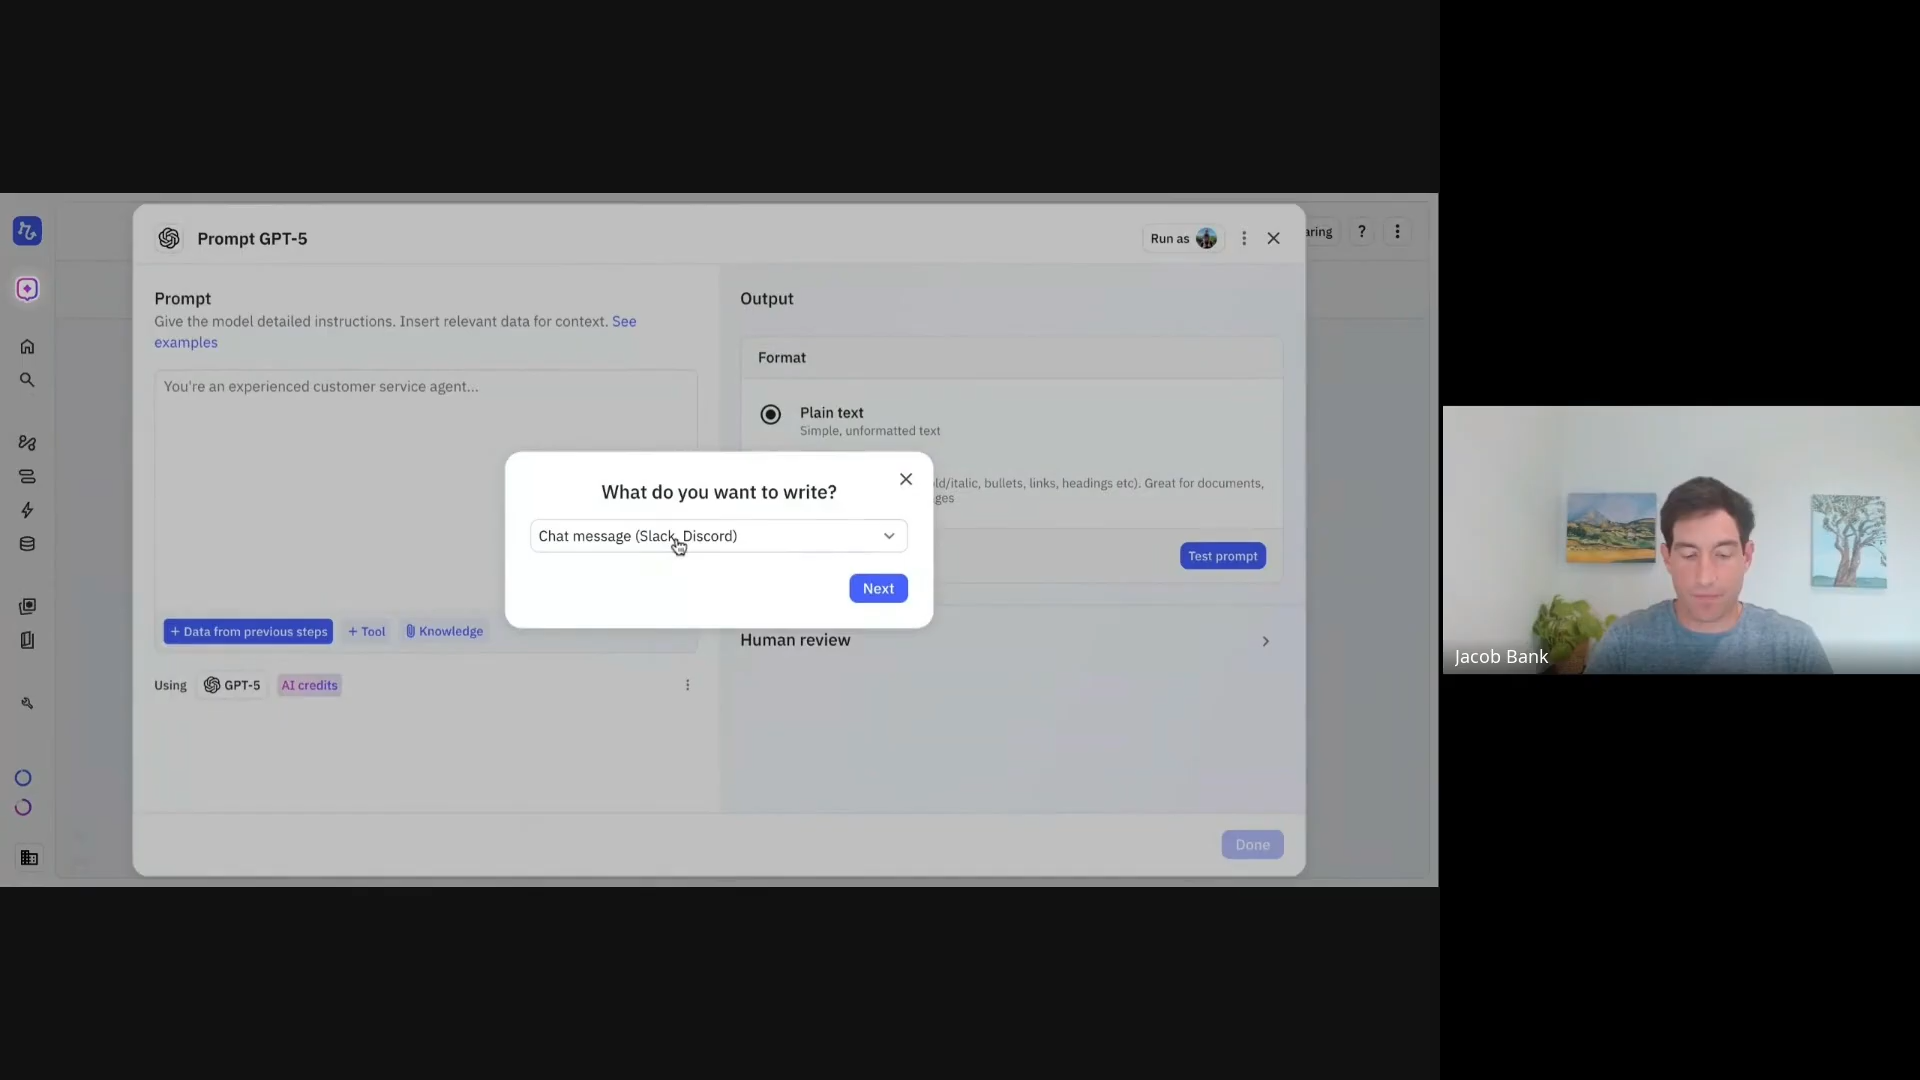 Prompt GPT-5
Run as
aring
?
Prompt
Give the model detailed instructions. Insert relevant data for context. See
examples
You're an experienced customer service agent...
+ Data from previous steps
+ Tool
Knowledge
Using
GPT-5
AI credits
Output
Format
Plain text
Simple, unformatted text
ld/italic, bullets, links, headings etc). Great for documents,
ges
Test prompt
Human review
Done
What do you want to write?
Chat message (Slack, Discord)
Next
Jacob Bank